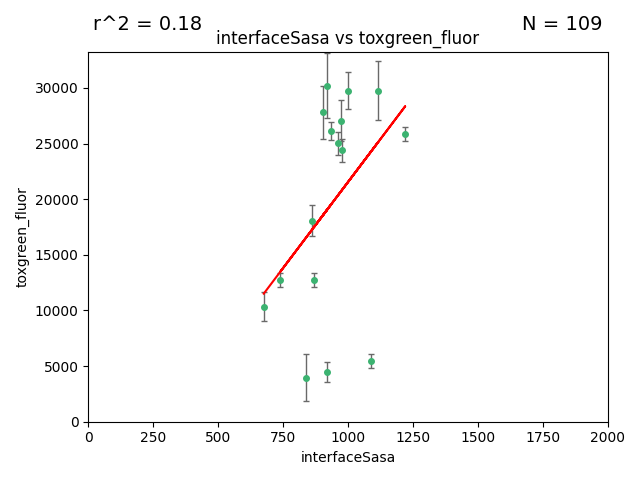 r^2 = 0.18
N = 109
interfaceSasa vs toxgreen_fluor
toxgreen_fluor
30000
25000
20000
15000
10000
5000
0
0 250 500 750 1000 1250 1500 1750 2000
interfaceSasa